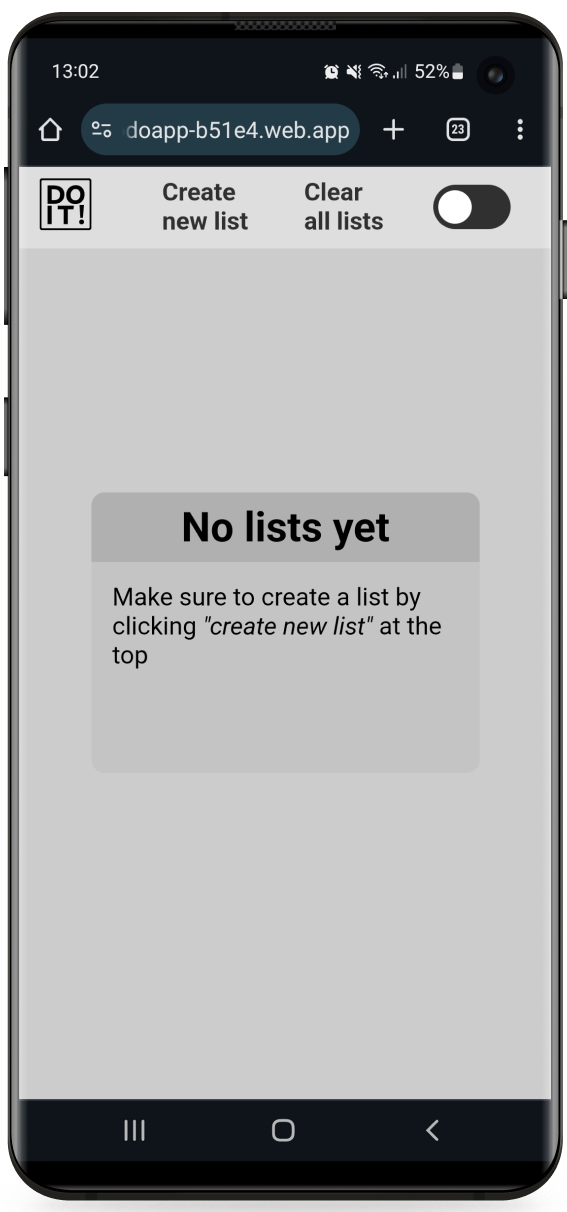 13:02 52%
doapp-b51e4.web.app 23
DO
IT!
Create
new list
Clear
all lists
No lists yet
Make sure to create a list by
clicking "create new list" at the
top